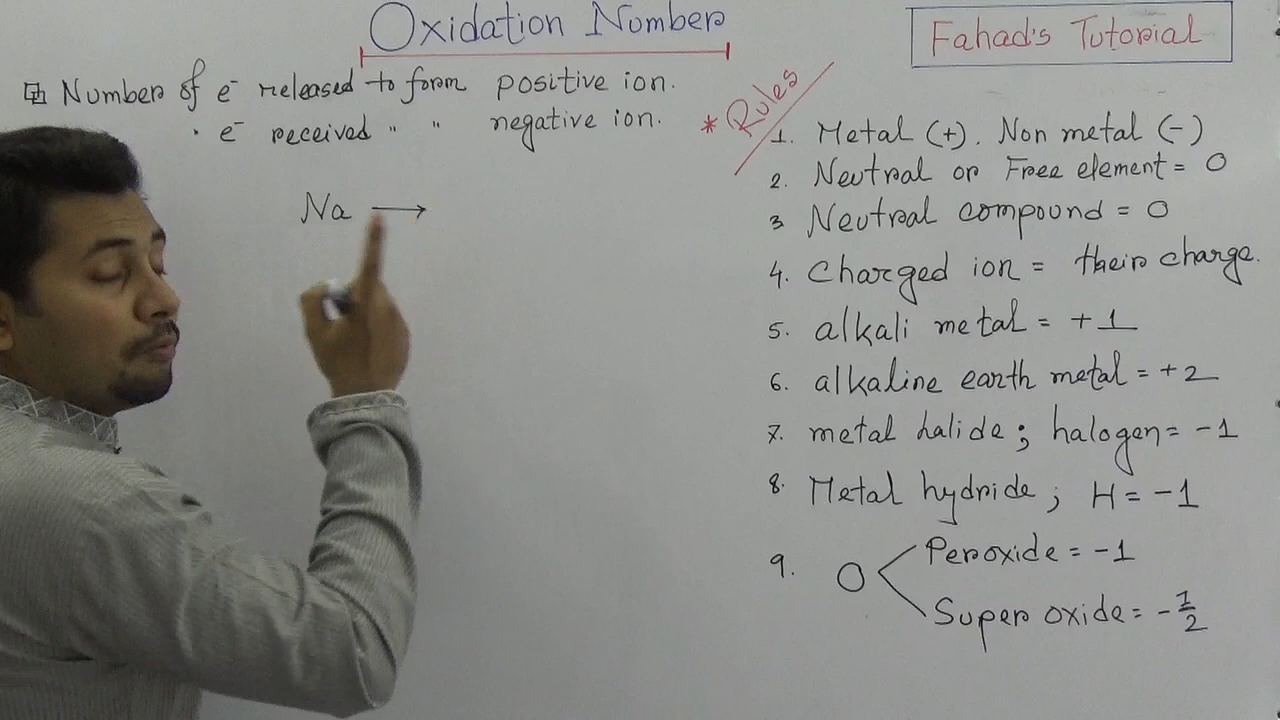 Oxidation Number
Fahad's Tutorial
Number of e⁻ released to form positive ion.
. e⁻ received " " negative ion.
Na →
* Rules
1. Metal (+). Non metal (-)
2. Neutral or Free element = 0
3 Neutral compound = 0
4. Charged ion = their charge.
5. alkali metal = +1
6. alkaline earth metal = +2
7. metal halide; halogen = -1
8. Metal hydride; H = -1
9. O Peroxide = -1
Super oxide = -1/2